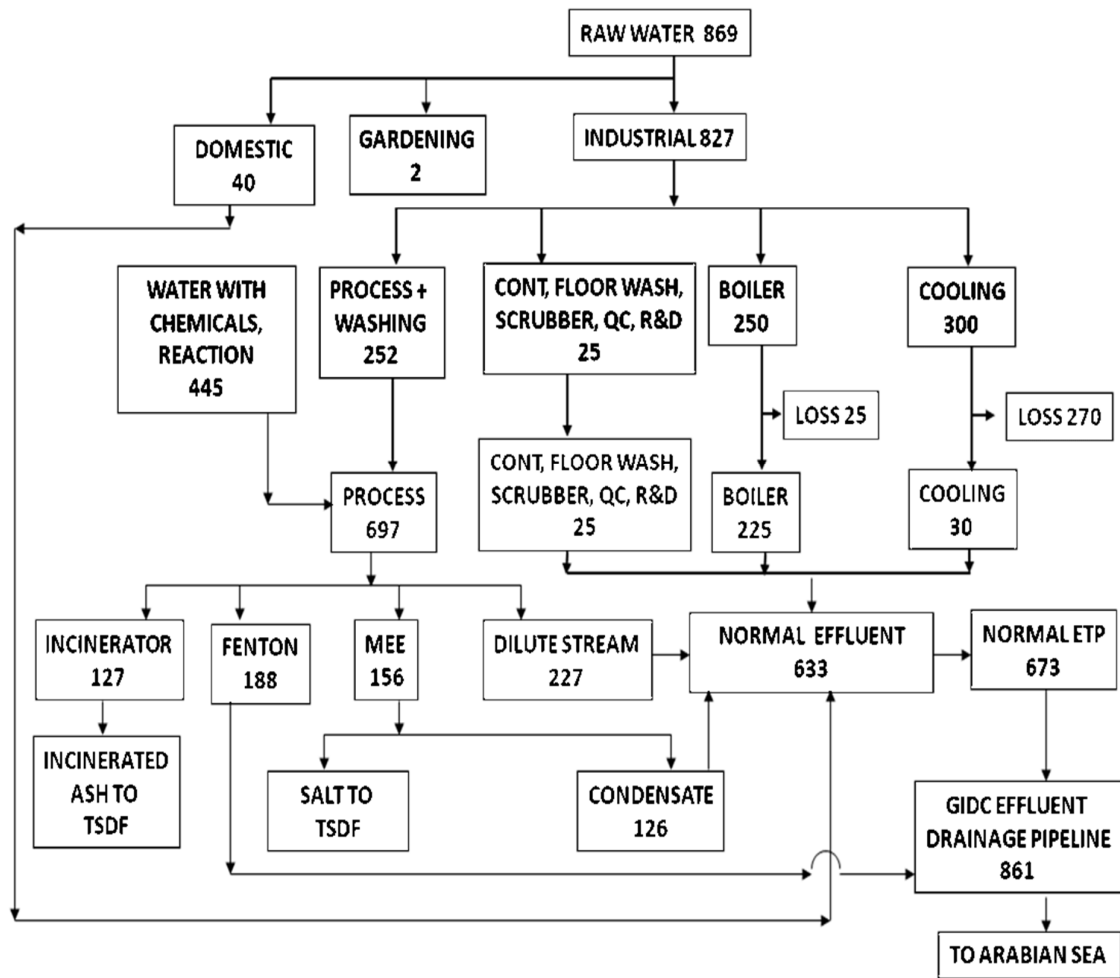 RAW WATER 869
DOMESTIC
40
GARDENING
2
INDUSTRIAL 827
WATER WITH
CHEMICALS,
REACTION
445
PROCESS +
WASHING
252
CONT, FLOOR WASH,
SCRUBBER, QC, R&D
25
BOILER
250
COOLING
300
LOSS 25
LOSS 270
PROCESS
697
CONT, FLOOR WASH,
SCRUBBER, QC, R&D
25
BOILER
225
COOLING
30
INCINERATOR
127
FENTON
188
MEE
156
DILUTE STREAM
227
NORMAL EFFLUENT
633
NORMAL ETP
673
INCINERATED
ASH TO
TSDF
SALT TO
TSDF
CONDENSATE
126
GIDC EFFLUENT
DRAINAGE PIPELINE
861
TO ARABIAN SEA